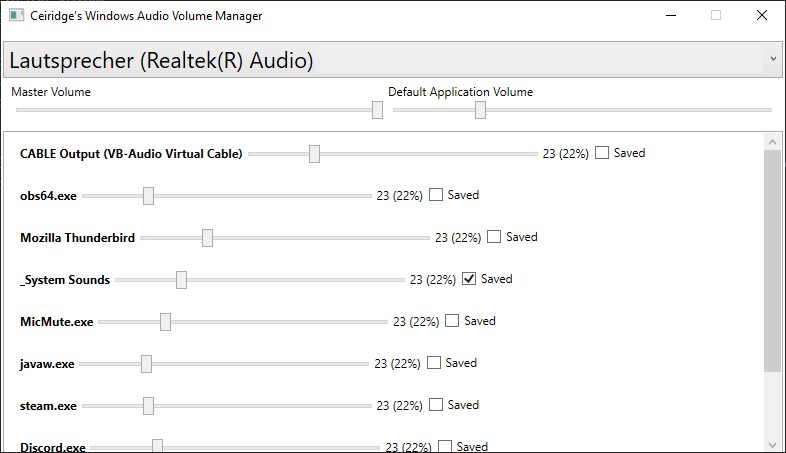 Ceiridge's Windows Audio Volume Manager
Lautsprecher (Realtek(R) Audio)
Master Volume Default Application Volume
CABLE Output (VB-Audio Virtual Cable) 23 (22%) Saved
obs64.exe 23 (22%) Saved
Mozilla Thunderbird 23 (22%) Saved
_System Sounds 23 (22%) Saved
MicMute.exe 23 (22%) Saved
javaw.exe 23 (22%) Saved
steam.exe 23 (22%) Saved
Discord.exe 23 (22%) Saved